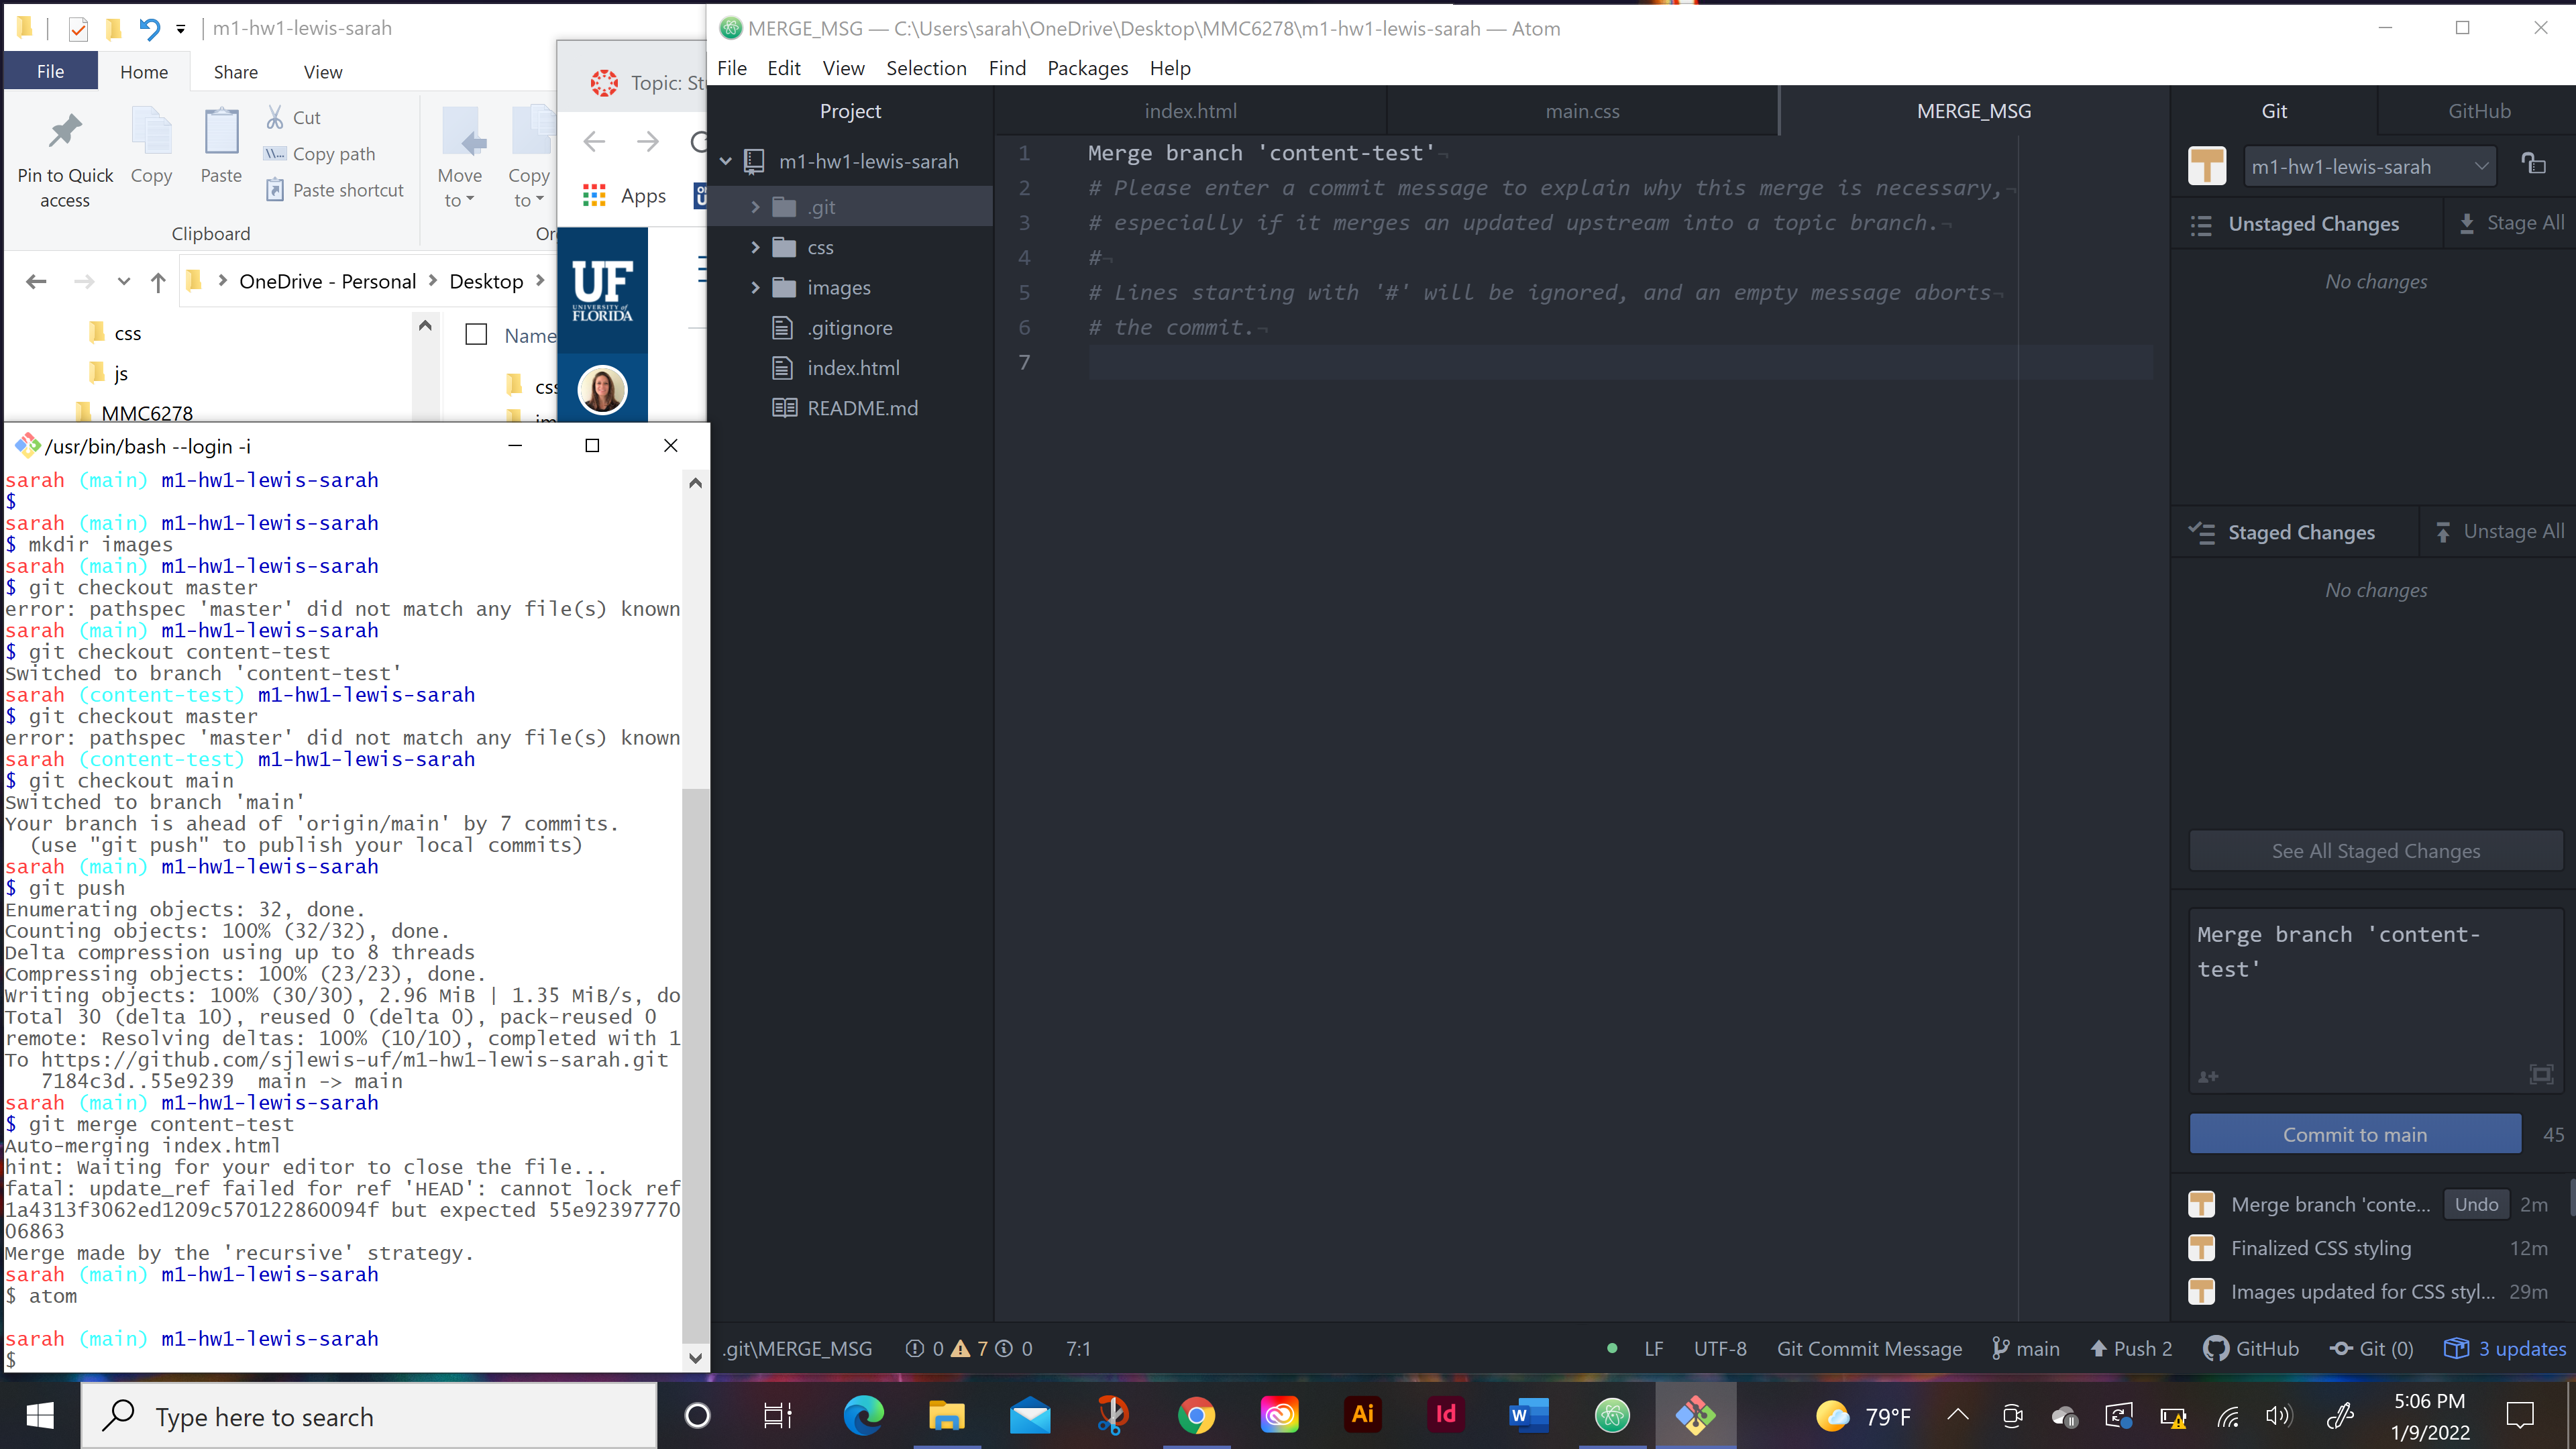 m1-hw1-lewis-sarah
File
Home
Share
View
Pin to Quick access
Copy
Paste
Cut
Copy path
Paste shortcut
Move to
Copy to
Clipboard
Or
OneDrive - Personal
Desktop
css
js
MMC6278
Name
css
Topic: St
Apps
UF
UNIVERSITY of
FLORIDA
/usr/bin/bash --login -i
sarah (main) m1-hw1-lewis-sarah
$
sarah (main) m1-hw1-lewis-sarah
$ mkdir images
sarah (main) m1-hw1-lewis-sarah
$ git checkout master
error: pathspec 'master' did not match any file(s) known
sarah (main) m1-hw1-lewis-sarah
$ git checkout content-test
Switched to branch 'content-test'
sarah (content-test) m1-hw1-lewis-sarah
$ git checkout master
error: pathspec 'master' did not match any file(s) known
sarah (content-test) m1-hw1-lewis-sarah
$ git checkout main
Switched to branch 'main'
Your branch is ahead of 'origin/main' by 7 commits.
(use "git push" to publish your local commits)
sarah (main) m1-hw1-lewis-sarah
$ git push
Enumerating objects: 32, done.
Counting objects: 100% (32/32), done.
Delta compression using up to 8 threads
Compressing objects: 100% (23/23), done.
Writing objects: 100% (30/30), 2.96 MiB | 1.35 MiB/s, do
Total 30 (delta 10), reused 0 (delta 0), pack-reused 0
remote: Resolving deltas: 100% (10/10), completed with 1
To https://github.com/sjlewis-uf/m1-hw1-lewis-sarah.git
7184c3d..55e9239 main -> main
sarah (main) m1-hw1-lewis-sarah
$ git merge content-test
Auto-merging index.html
hint: Waiting for your editor to close the file...
fatal: update_ref failed for ref 'HEAD': cannot lock ref
1a4313f3062ed1209c570122860094f but expected 55e92397770
06863
Merge made by the 'recursive' strategy.
sarah (main) m1-hw1-lewis-sarah
$ atom
sarah (main) m1-hw1-lewis-sarah
$
MERGE_MSG — C:\Users\sarah\OneDrive\Desktop\MMC6278\m1-hw1-lewis-sarah — Atom
File Edit View Selection Find Packages Help
Project
m1-hw1-lewis-sarah
.git
css
images
.gitignore
index.html
README.md
index.html
main.css
MERGE_MSG
1 Merge branch 'content-test'
2 # Please enter a commit message to explain why this merge is necessary,
3 # especially if it merges an updated upstream into a topic branch.
4 #
5 # Lines starting with '#' will be ignored, and an empty message aborts
6 # the commit.
7
Git
GitHub
m1-hw1-lewis-sarah
Unstaged Changes
Stage All
No changes
Staged Changes
Unstage All
No changes
See All Staged Changes
Merge branch 'content-
test'
Commit to main
45
Merge branch 'conte... Undo 2m
Finalized CSS styling 12m
Images updated for CSS styl... 29m
.git\MERGE_MSG 0 7 0 7:1
LF UTF-8 Git Commit Message main Push 2 GitHub Git (0) 3 updates
Type here to search
Ai
Id
W
79°F
5:06 PM
1/9/2022